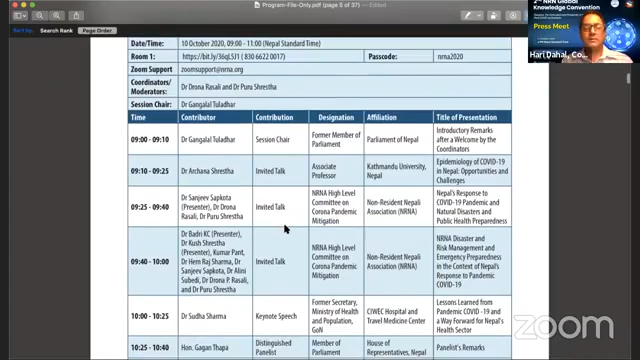 Program-File-Only.pdf (page 5 of 37) — Edited
Sort by: Search Rank Page Order
Date/Time: 10 October 2020, 09:00 - 11:00 (Nepal Standard Time)
Room 1: https://bit.ly/36qL5J1 ( 830 6622 0017) Passcode: nrna2020
Zoom Support zoomsupport@nrna.org
Coordinators/
Moderators: Dr Drona Rasali and Dr Puru Shrestha
Session Chair: Dr Gangalal Tuladhar
Time Contributor Contribution Designation Affiliation Title of Presentation
09:00 - 09:10 Dr Gangalal Tuladhar Session Chair Former Member of
Parliament Parliament of Nepal Introductory Remarks
after a Welcome by the
Coordinators
09:10 - 09:25 Dr Archana Shrestha Invited Talk Associate
Professor Kathmandu University,
Nepal Epidemiology of COVID-19
in Nepal: Opportunities and
Challenges
09:25 - 09:40 Dr Sanjeev Sapkota
(Presenter), Dr Drona
Rasali, Dr Puru Shrestha Invited Talk NRNA High Level
Committee on
Corona Pandemic
Mitigation Non-Resident Nepali
Association (NRNA) Nepal's Response to
COVID-19 Pandemic and
Natural Disasters and
Public Health Preparedness
09:40 - 10:00 Dr Badri KC (Presenter),
Dr Kush Shrestha
(Presenter), Kumar Pant,
Dr Hem Raj Sharma, Dr
Sanjeev Sapkota, Dr Alini
Subedi, Dr Drona P. Rasali,
and Dr Puru Shrestha Invited Talk NRNA High Level
Committee on
Corona Pandemic
Mitigation Non-Resident Nepali
Association (NRNA) NRNA Disaster and
Risk Management and
Emergency Preparedness
in the Context of Nepal's
Response to Pandemic
COVID-19
10:00 - 10:25 Dr Sudha Sharma Keynote Speech Former Secretary,
Ministry of Health
and Population,
GoN CIWEC Hospital and
Travel Medicine Center Lessons Learned from
Pandemic COVID -19 and
a Way Forward for Nepal's
Health Sector
10:25 - 10:40 Hon. Gagan Thapa Distinguished
Panelist Member of
Parliament House of
Representatives, Nepal Panelist's Remarks
2nd NRN Global
Knowledge Convention
Press Meet
Hari Dahal, Co...
zoom